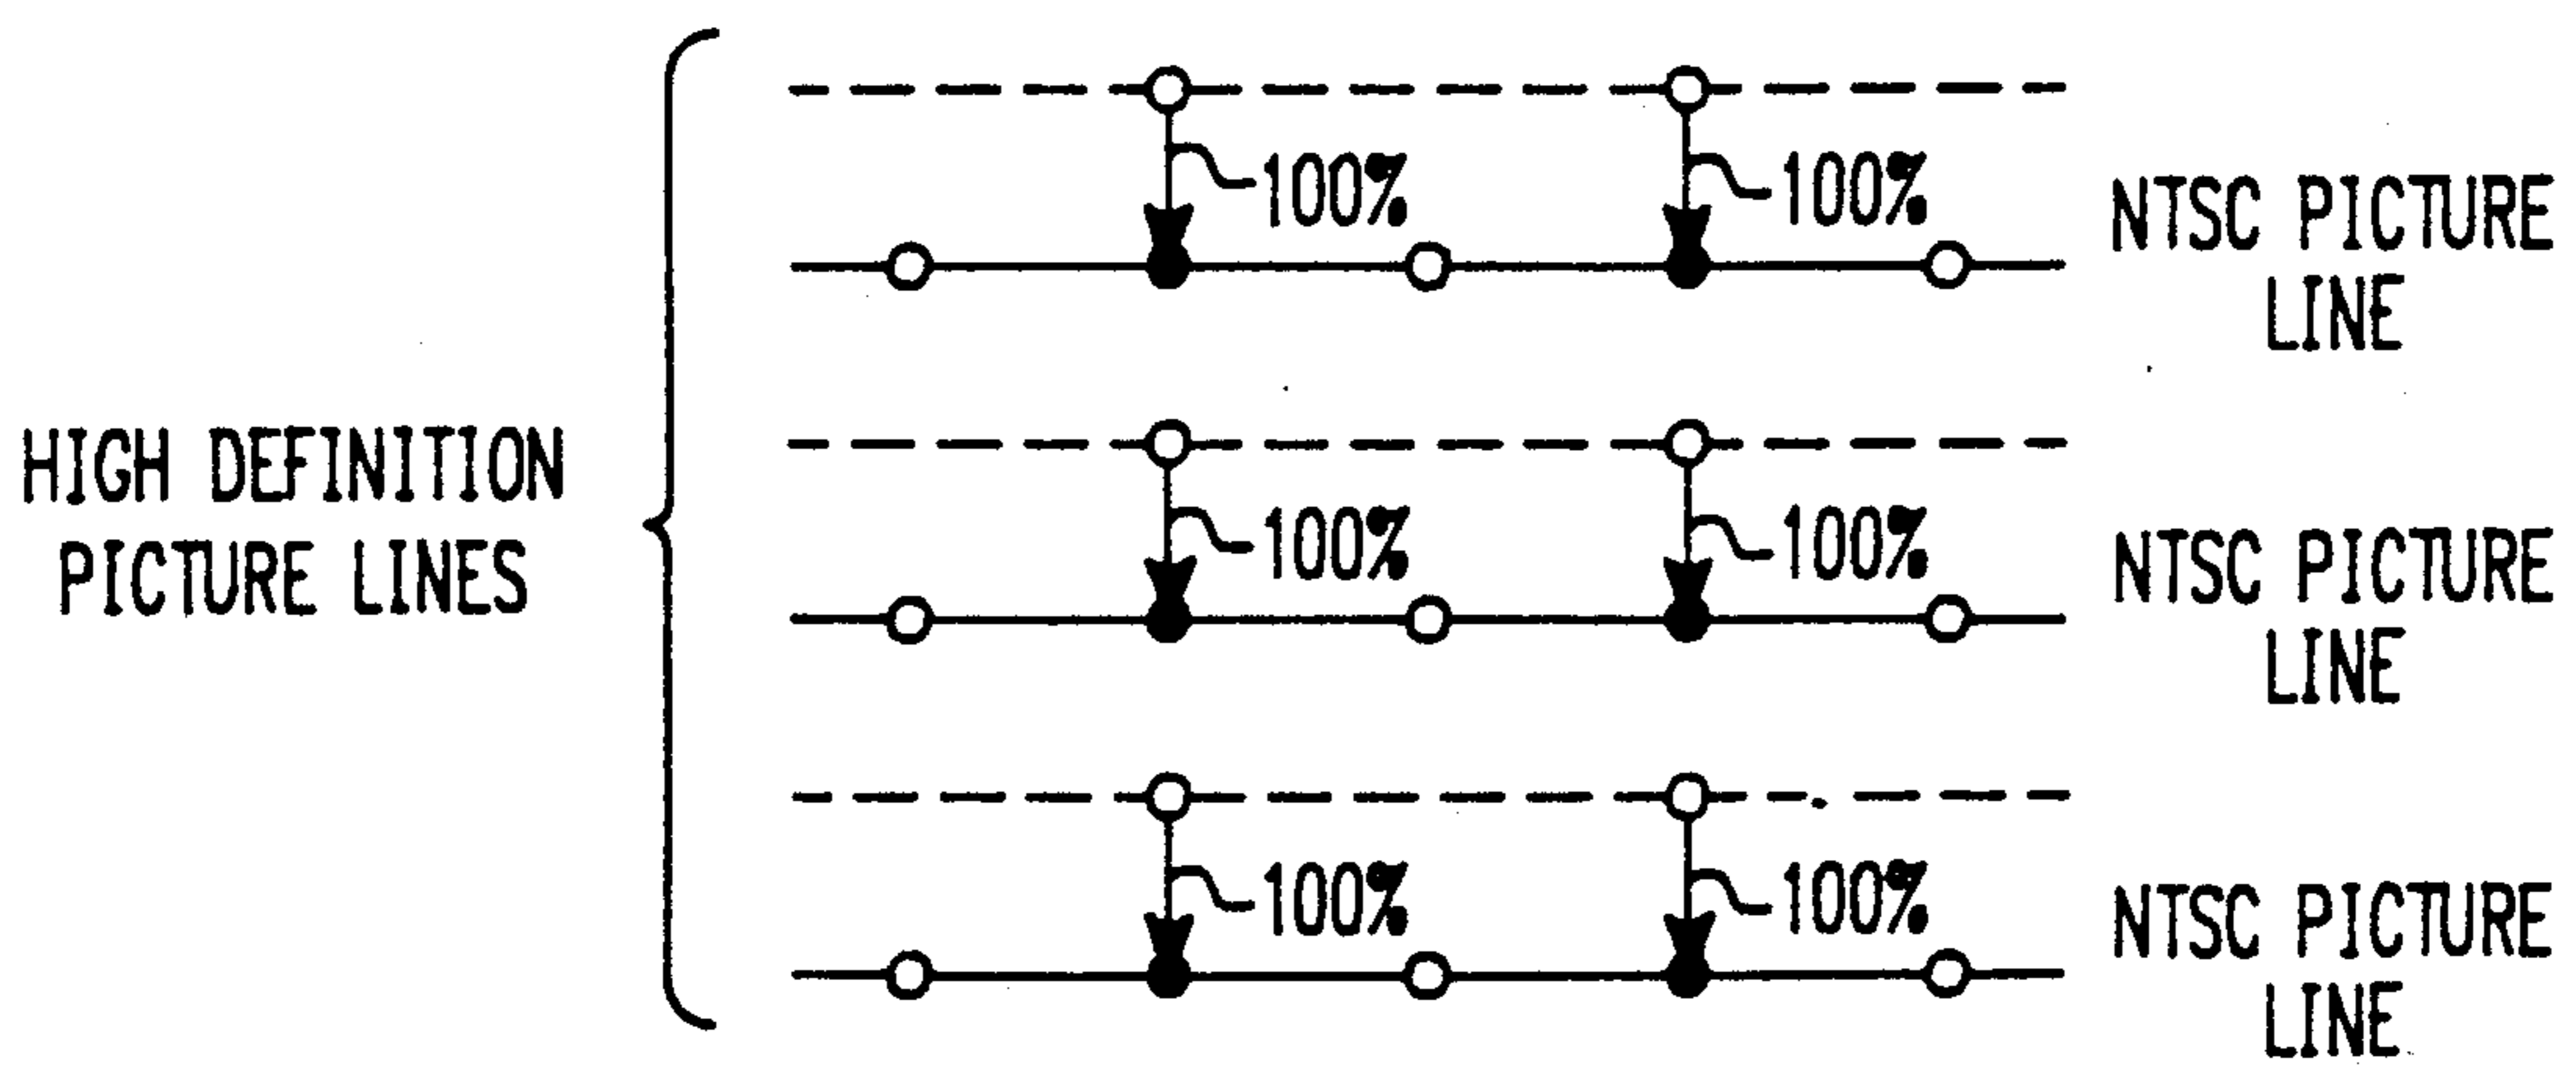 100% 100%
NTSC PICTURE
LINE
HIGH DEFINITION
PICTURE LINES
100% 100%
NTSC PICTURE
LINE
100% 100%
NTSC PICTURE
LINE